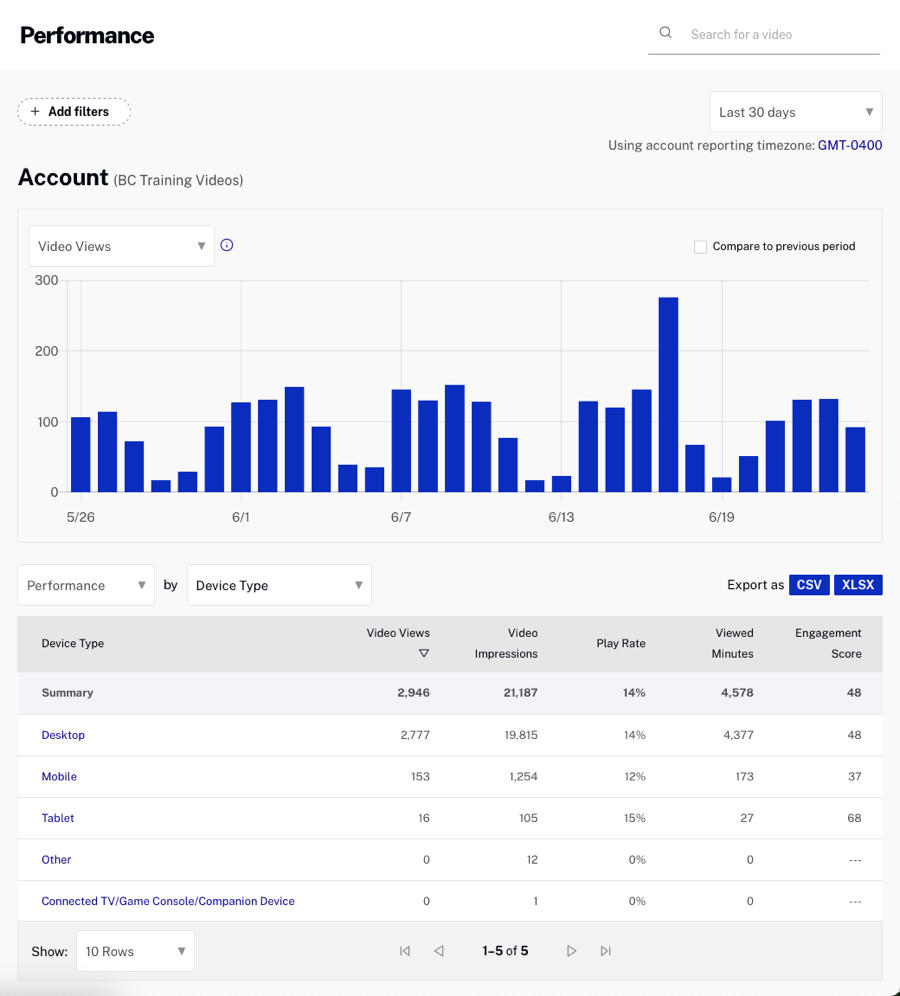 Performance
Search for a video
+ Add filters
Last 30 days
Using account reporting timezone: GMT-0400
Account (BC Training Videos)
Video Views
Compare to previous period
300
200
100
0
5/26 6/1 6/7 6/13 6/19
Performance by Device Type Export as CSV XLSX
Device Type Video Views Video Impressions Play Rate Viewed Minutes Engagement Score
Summary 2,946 21,187 14% 4,578 48
Desktop 2,777 19,815 14% 4,377 48
Mobile 153 1,254 12% 173 37
Tablet 16 105 15% 27 68
Other 0 12 0% 0 ---
Connected TV/Game Console/Companion Device 0 1 0% 0 ---
Show: 10 Rows 1–5 of 5